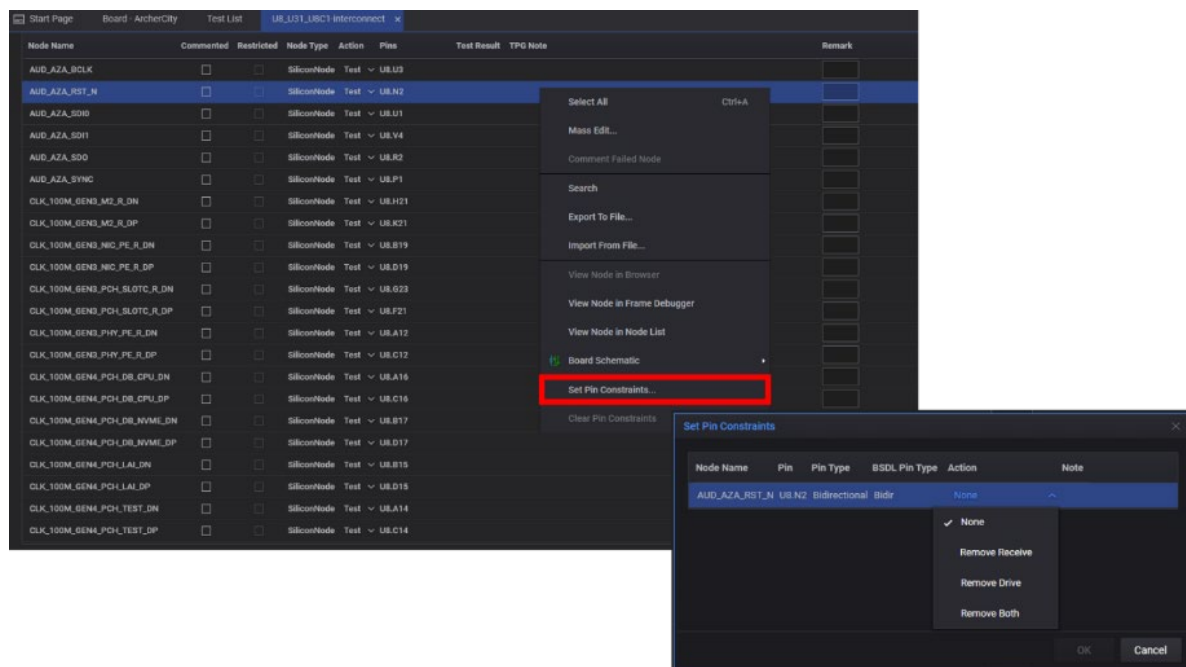 Start Page Board - ArcherCity Test List U8_U31_U8C1-interconnect ×
Node Name Commented Restricted Node Type Action Pins Test Result TPG Note Remark
AUD_AZA_BCLK SiliconNode Test U8.U3
AUD_AZA_RST_N SiliconNode Test U8.N2
AUD_AZA_SDI0 SiliconNode Test U8.U1
AUD_AZA_SDI1 SiliconNode Test U8.V4
AUD_AZA_SDO SiliconNode Test U8.R2
AUD_AZA_SYNC SiliconNode Test U8.P1
CLK_100M_GEN3_M2_R_DN SiliconNode Test U8.H21
CLK_100M_GEN3_M2_R_DP SiliconNode Test U8.K21
CLK_100M_GEN3_NIC_PE_R_DN SiliconNode Test U8.B19
CLK_100M_GEN3_NIC_PE_R_DP SiliconNode Test U8.D19
CLK_100M_GEN3_PCH_SLOTC_R_DN SiliconNode Test U8.G23
CLK_100M_GEN3_PCH_SLOTC_R_DP SiliconNode Test U8.F21
CLK_100M_GEN3_PHY_PE_R_DN SiliconNode Test U8.A12
CLK_100M_GEN3_PHY_PE_R_DP SiliconNode Test U8.C12
CLK_100M_GEN4_PCH_DB_CPU_DN SiliconNode Test U8.A16
CLK_100M_GEN4_PCH_DB_CPU_DP SiliconNode Test U8.C16
CLK_100M_GEN4_PCH_DB_NVME_DN SiliconNode Test U8.B17
CLK_100M_GEN4_PCH_DB_NVME_DP SiliconNode Test U8.D17
CLK_100M_GEN4_PCH_LAI_DN SiliconNode Test U8.B15
CLK_100M_GEN4_PCH_LAI_DP SiliconNode Test U8.D15
CLK_100M_GEN4_PCH_TEST_DN SiliconNode Test U8.A14
CLK_100M_GEN4_PCH_TEST_DP SiliconNode Test U8.C14
Select All Ctrl+A
Mass Edit...
Comment Failed Node
Search
Export To File...
Import From File...
View Node in Browser
View Node in Frame Debugger
View Node in Node List
Board Schematic
Set Pin Constraints...
Clear Pin Constraints
Set Pin Constraints
Node Name Pin Pin Type BSDL Pin Type Action Note
AUD_AZA_RST_N U8.N2 Bidirectional Bidir None
None
Remove Receive
Remove Drive
Remove Both
OK Cancel